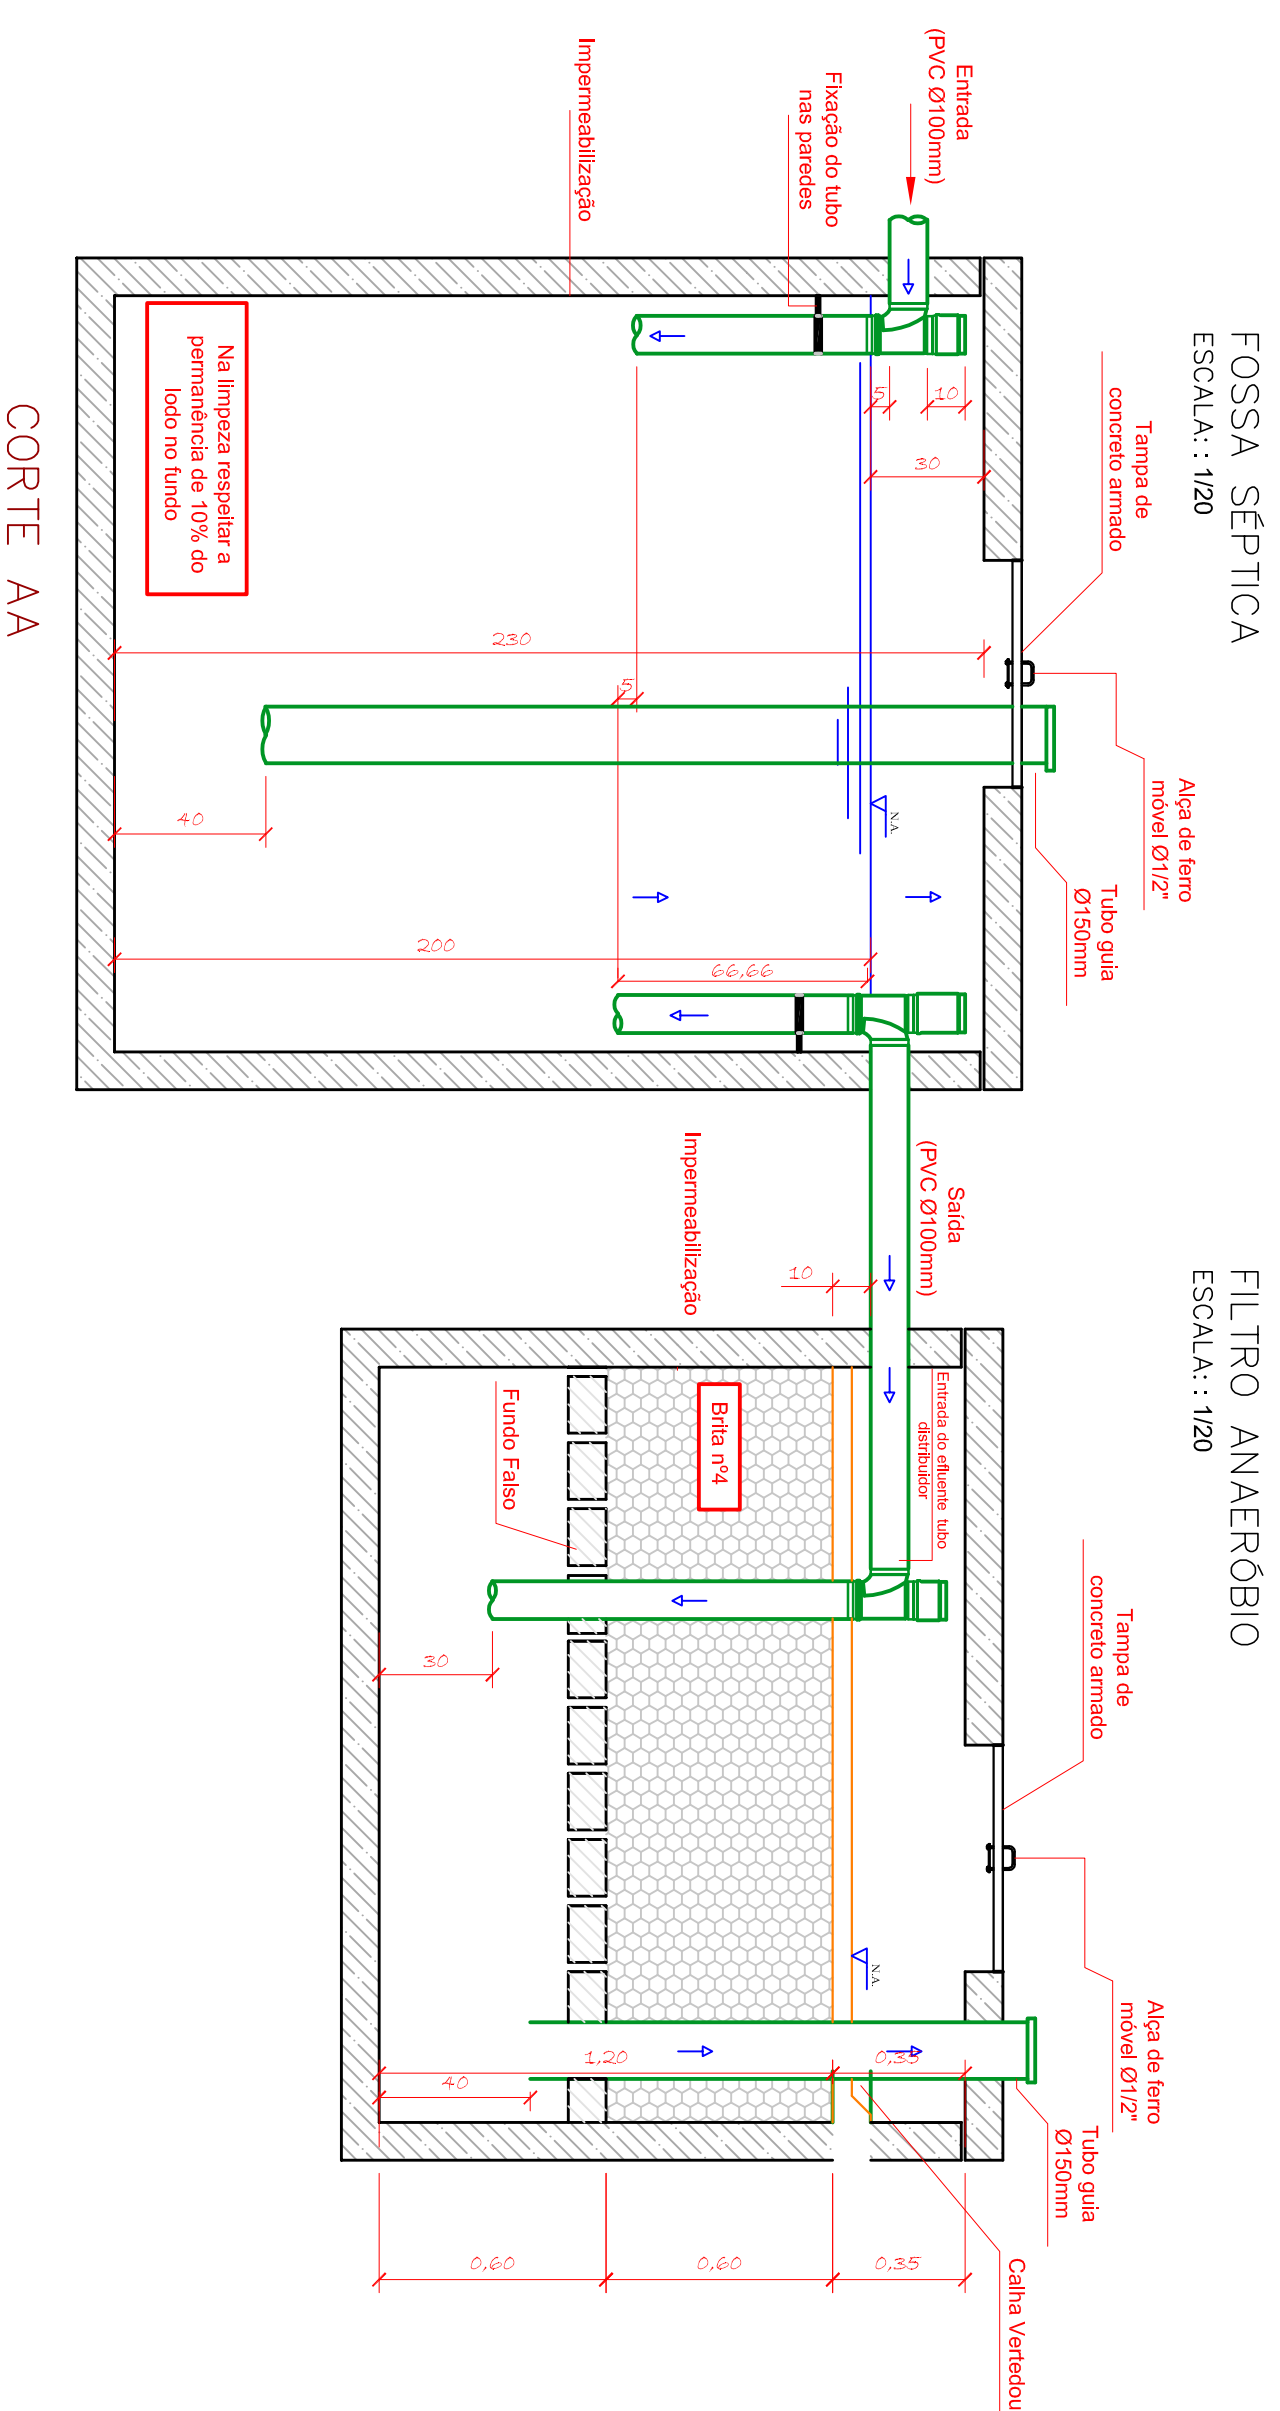 FOSSA SÉPTICA
ESCALA: : 1/20
Entrada
(PVC Ø100mm)
Fixação do tubo
nas paredes
Impermeabilização
Tampa de
concreto armado
Alça de ferro
móvel Ø1/2"
Tubo guia
Ø150mm
5
10
30
230
5
40
N.A.
200
66,66
Na limpeza respeitar a
permanência de 10% do
lodo no fundo
CORTE AA
FILTRO ANAERÓBIO
ESCALA: : 1/20
Saída
(PVC Ø100mm)
Impermeabilização
10
Entrada do efluente tubo
distribuidor
Brita nº4
Fundo Falso
Tampa de
concreto armado
Alça de ferro
móvel Ø1/2"
Tubo guia
Ø150mm
30
N.A.
1,20
0,35
40
0,60
0,60
0,35
Calha Vertedou